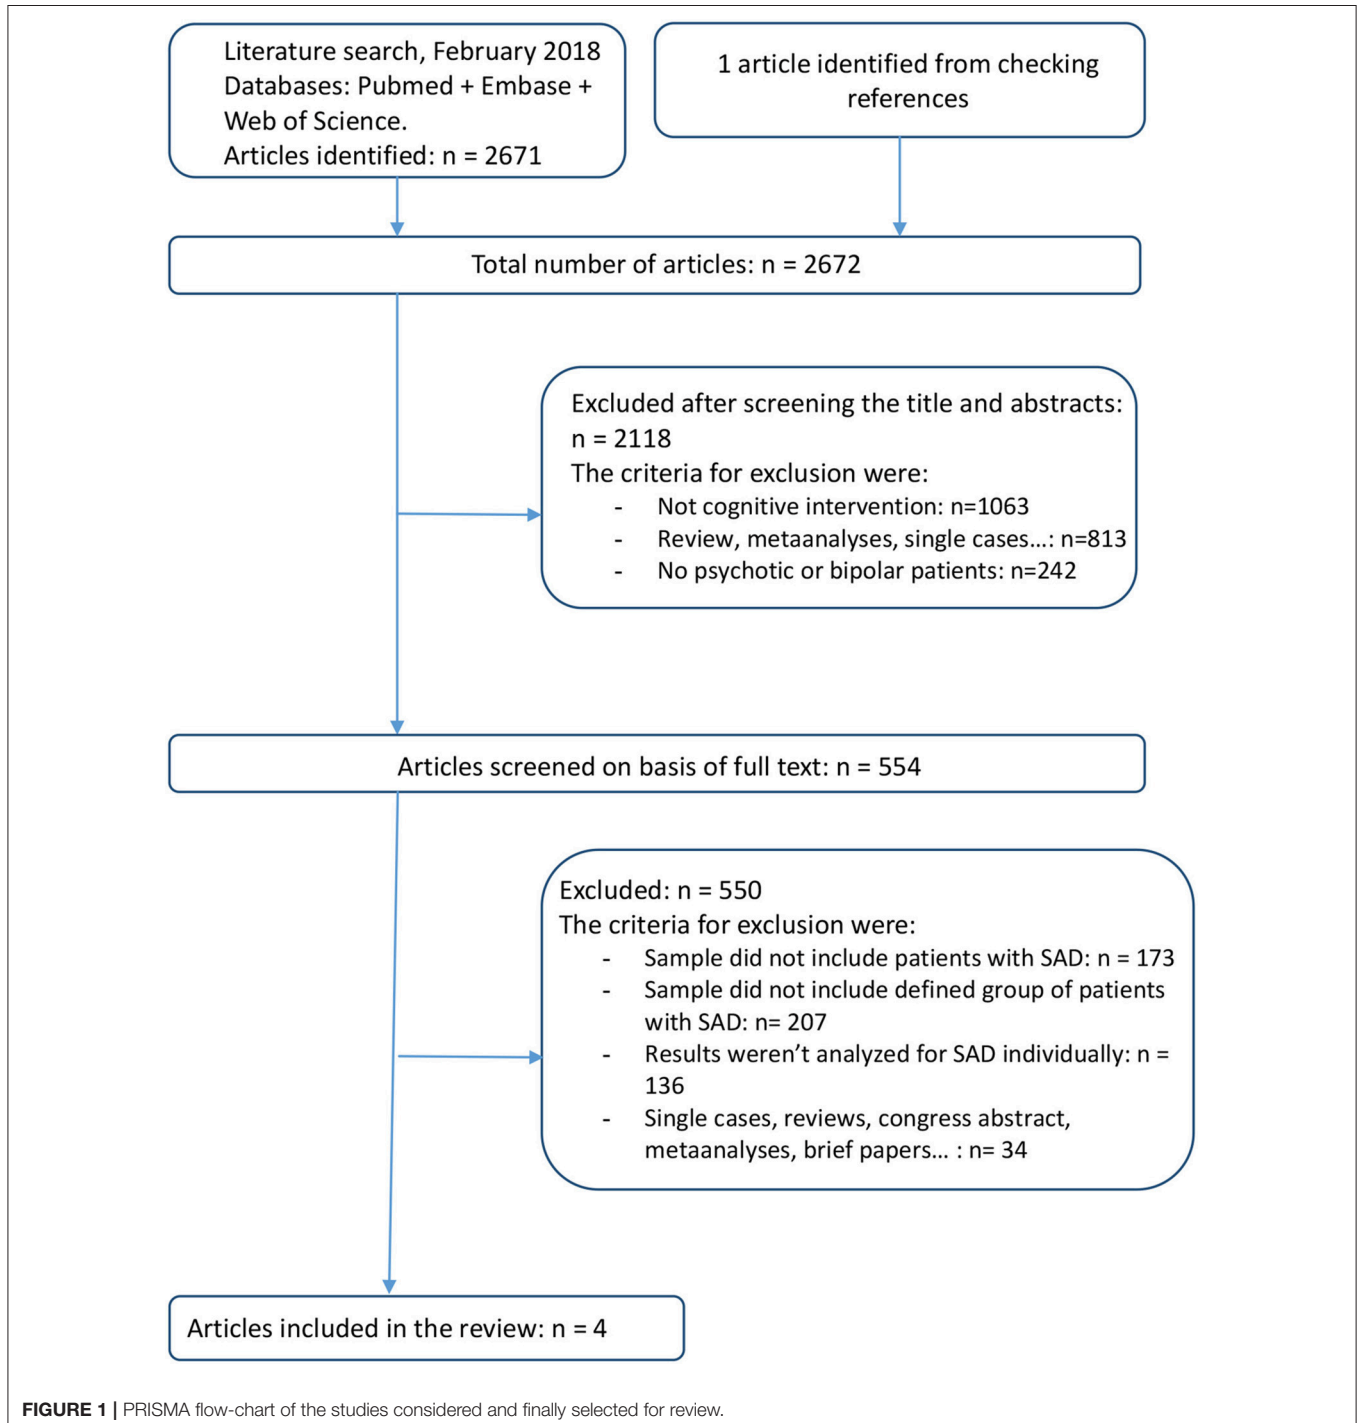 Literature search, February 2018
Databases: Pubmed + Embase +
Web of Science.
Articles identified: n = 2671
1 article identified from checking
references
Total number of articles: n = 2672
Excluded after screening the title and abstracts:
n = 2118
The criteria for exclusion were:
- Not cognitive intervention: n=1063
- Review, metaanalyses, single cases…: n=813
- No psychotic or bipolar patients: n=242
Articles screened on basis of full text: n = 554
Excluded: n = 550
The criteria for exclusion were:
- Sample did not include patients with SAD: n = 173
- Sample did not include defined group of patients
with SAD: n= 207
- Results weren’t analyzed for SAD individually: n =
136
- Single cases, reviews, congress abstract,
metaanalyses, brief papers… : n= 34
Articles included in the review: n = 4
FIGURE 1 | PRISMA flow-chart of the studies considered and finally selected for review.